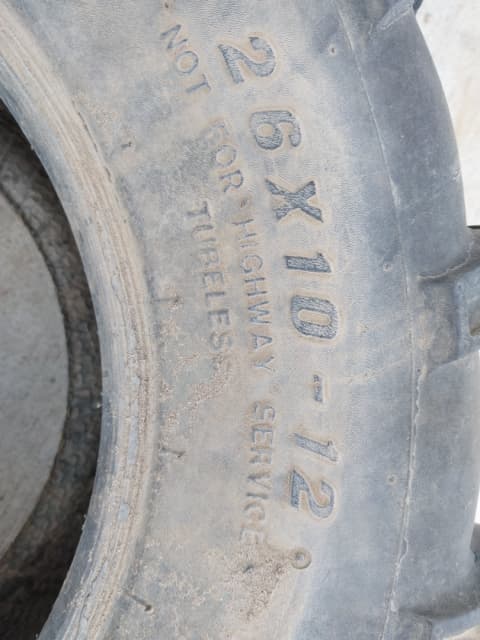 26X10-12
NOT FOR HIGHWAY SERVICE
TUBELESS